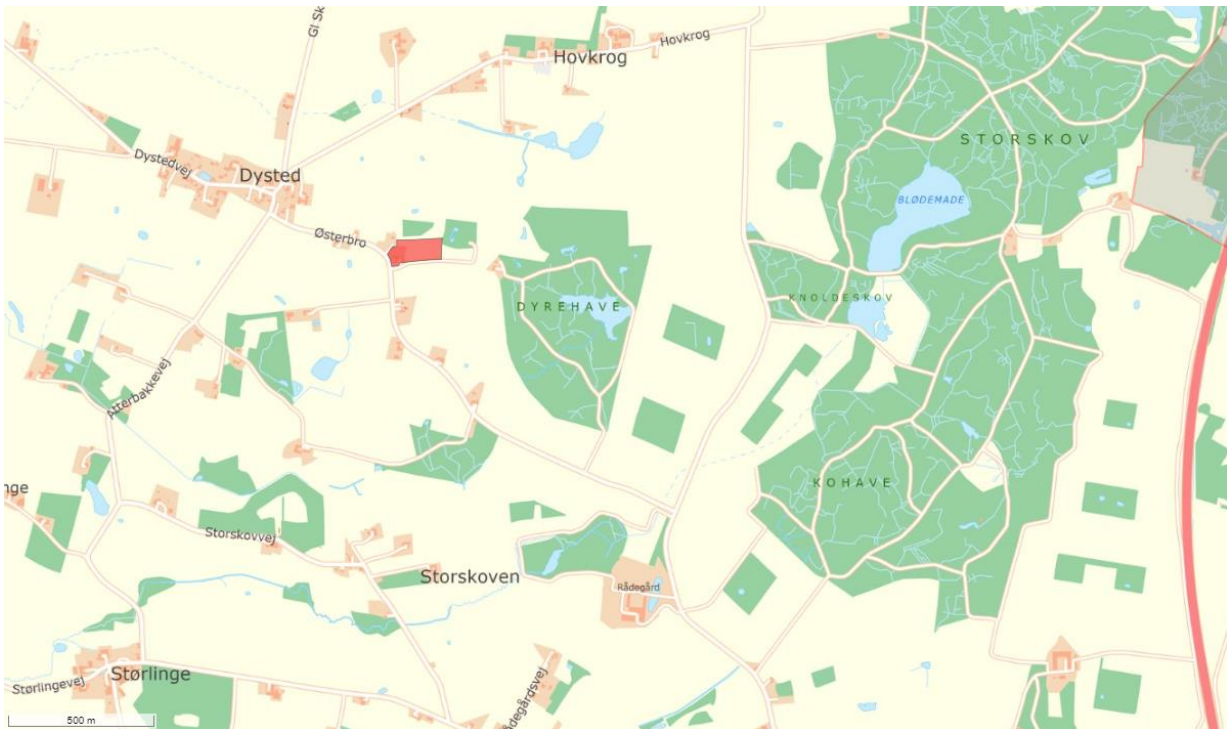 Gl Sk
Hovkrog
Hovkrog
STORSKOV
Dystedvej
Dysted
BLØDEMADE
Østerbro
KNOLDESKOV
DYREHAVE
Atterbakkevej
KOHAVE
nge
Storskovvej
Storskoven
Rådegård
Størlinge
Størlingevej
ådegårdsvej
500 m